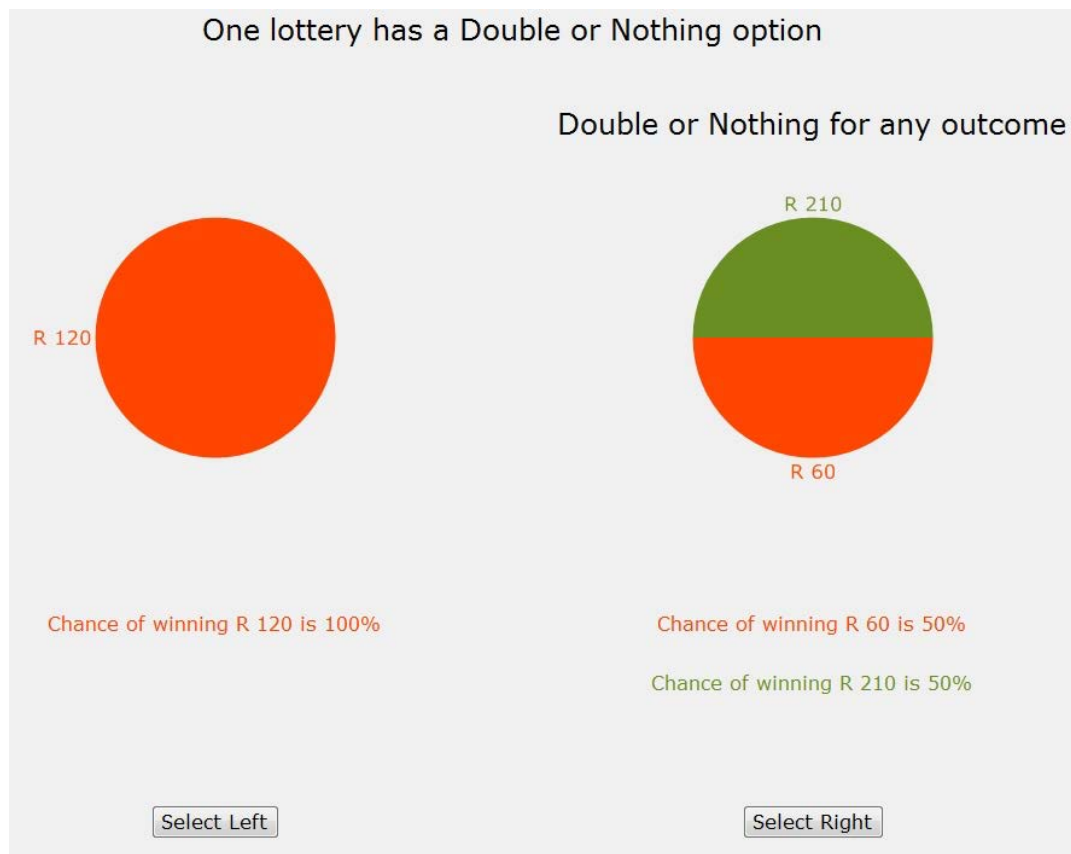 One lottery has a Double or Nothing option
Double or Nothing for any outcome
R 120
R 210
R 60
Chance of winning R 120 is 100%
Chance of winning R 60 is 50%
Chance of winning R 210 is 50%
Select Left
Select Right